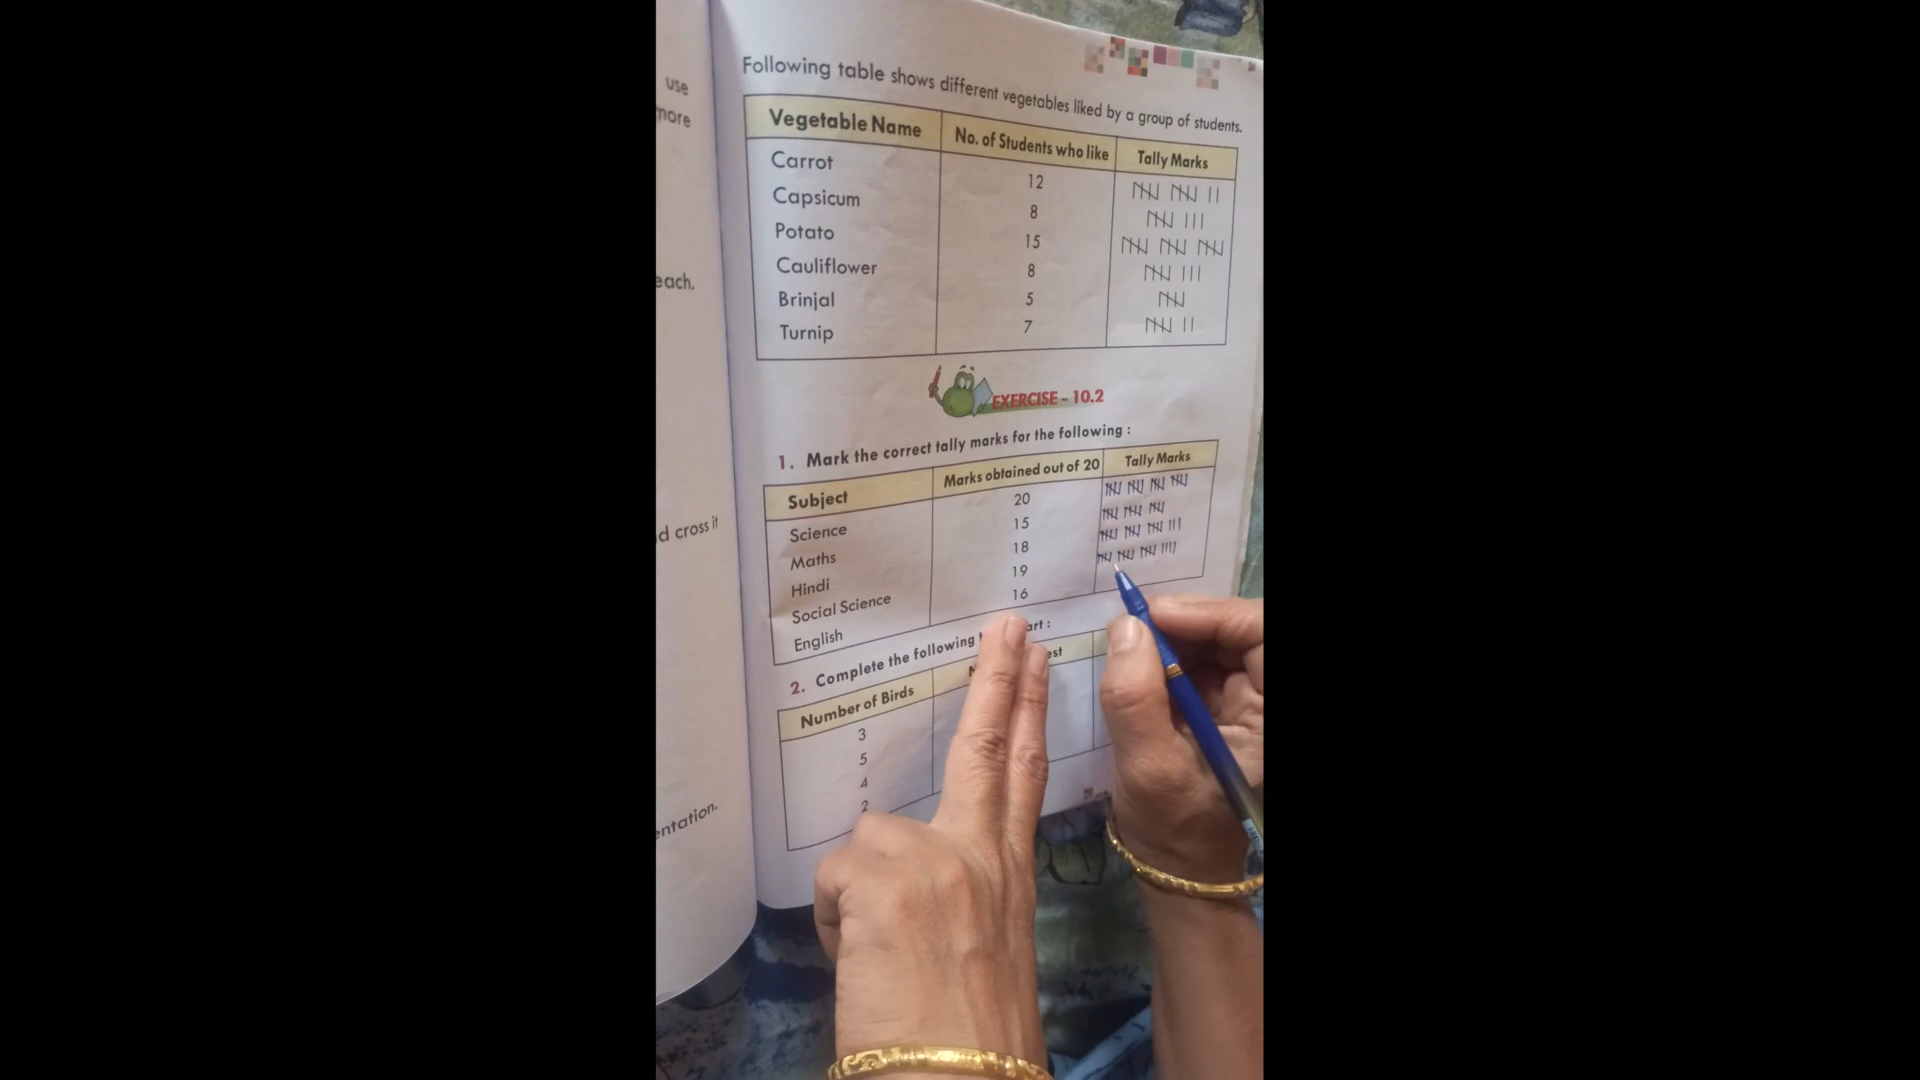 use
more
each.
d cross it
entation.
Following table shows different vegetables liked by a group of students.
Vegetable Name No. of Students who like Tally Marks
Carrot 12
Capsicum 8
Potato 15
Cauliflower 8
Brinjal 5
Turnip 7
EXERCISE - 10.2
1. Mark the correct tally marks for the following :
Subject Marks obtained out of 20 Tally Marks
Science 20
Maths 15
Hindi 18
Social Science 19
English 16
2. Complete the following
Number of Birds
3
5
4
2